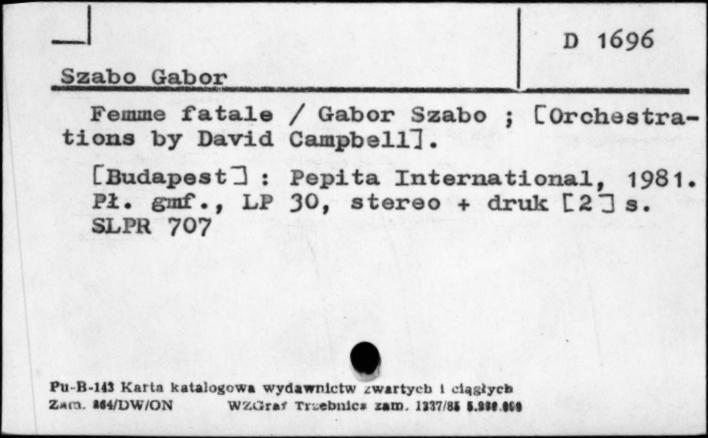 D 1696
Szabo Gabor
Femme fatale / Gabor Szabo ; [Orchestra-
tions by David Campbell].
[Budapest] : Pepita International, 1981.
Pł. gmf., LP 30, stereo + druk [2] s.
SLPR 707
Pu-B-143 Karta katalogowa wydawnictw zwartych i ciągłych
Zam. 864/DW/ON WZGraf Trzebnica zam. 1237/85